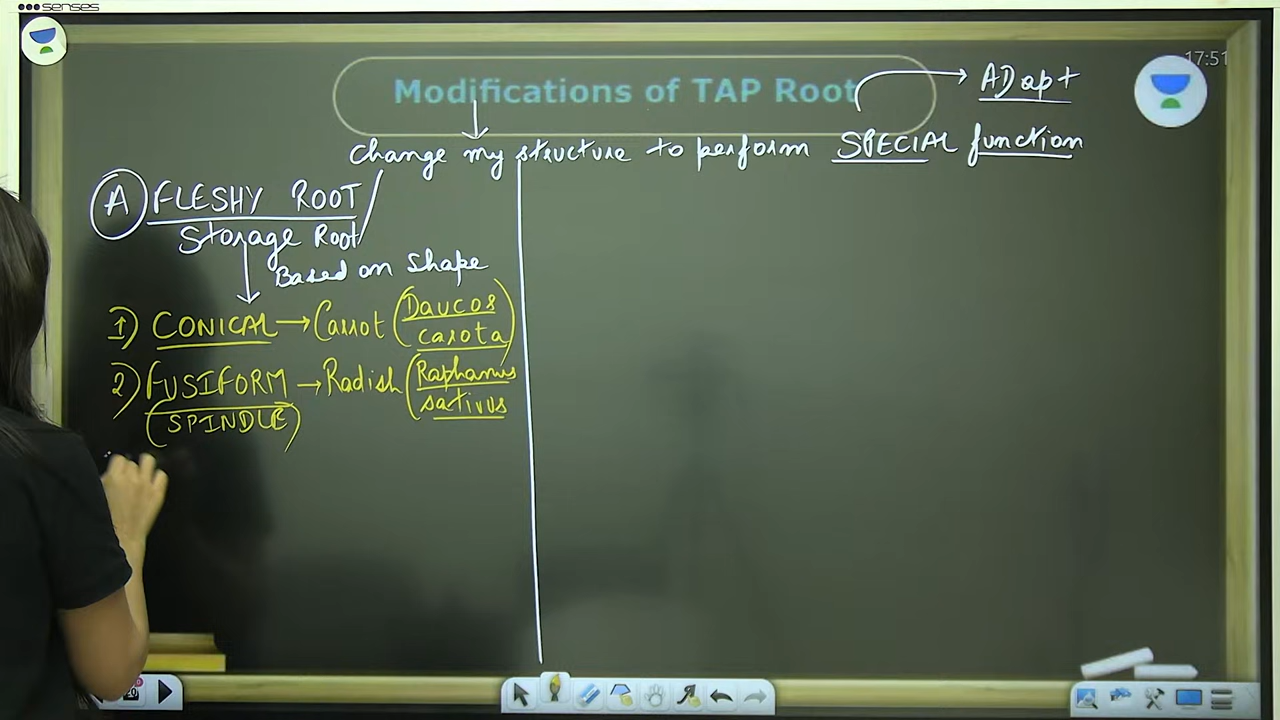 senses
17:51
Modifications of TAP Root
ADapt
change my structure to perform SPECIAL function
A FLESHY ROOT/
Storage Root
Based on shape
1) CONICAL → Carrot (Daucos
carota)
2) FUSIFORM → Radish (Raphanus
sativus
(SPINDLE)